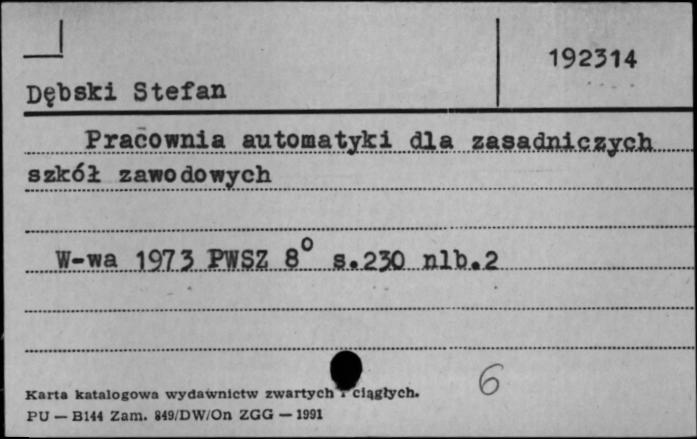 192314
Dębski Stefan
Pracownia automatyki dla zasadniczych
szkół zawodowych
W-wa 1973 PWSZ 8° s.230 nlb.2
6
Karta katalogowa wydawnictw zwartych i ciągłych.
PU — B144 Zam. 849/DW/On ZGG — 1991